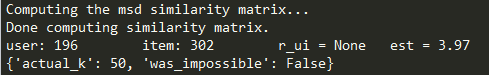 Computing the msd similarity matrix...
Done computing similarity matrix.
user: 196        item: 302        r_ui = None   est = 3.97
{'actual_k': 50, 'was_impossible': False}